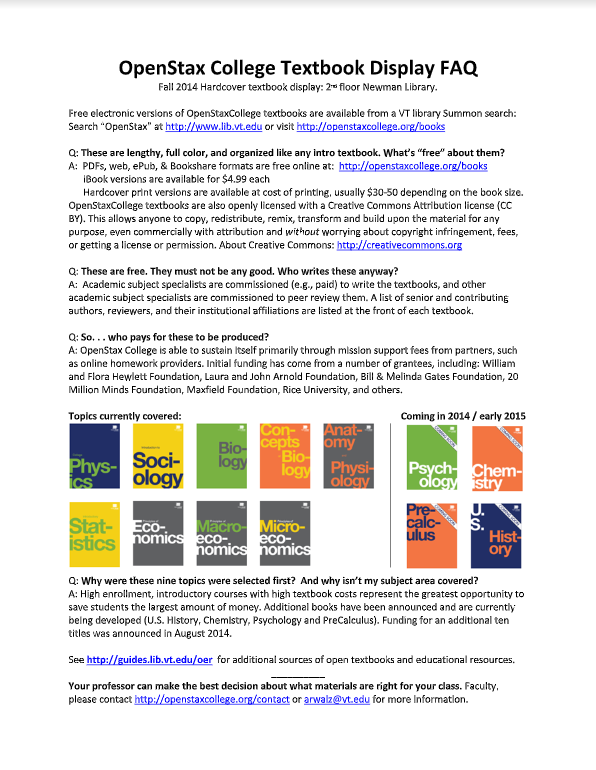 OpenStax College Textbook Display FAQ
Fall 2014 Hardcover textbook display: 2nd floor Newman Library.
Free electronic versions of OpenStaxCollege textbooks are available from a VT library Summon search:
Search "OpenStax" at http://www.lib.vt.edu or visit http://openstaxcollege.org/books
Q: These are lengthy, full color, and organized like any intro textbook. What's "free" about them?
A: PDFs, web, ePub, & Bookshare formats are free online at: http://openstaxcollege.org/books
iBook versions are available for $4.99 each
Hardcover print versions are available at cost of printing, usually $30-50 depending on the book size.
OpenStaxCollege textbooks are also openly licensed with a Creative Commons Attribution license (CC
BY). This allows anyone to copy, redistribute, remix, transform and build upon the material for any
purpose, even commercially with attribution and without worrying about copyright infringement, fees,
or getting a license or permission. About Creative Commons: http://creativecommons.org
Q: These are free. They must not be any good. Who writes these anyway?
A: Academic subject specialists are commissioned (e.g., paid) to write the textbooks, and other
academic subject specialists are commissioned to peer review them. A list of senior and contributing
authors, reviewers, and their institutional affiliations are listed at the front of each textbook.
Q: So. . . who pays for these to be produced?
A: OpenStax College is able to sustain itself primarily through mission support fees from partners, such
as online homework providers. Initial funding has come from a number of grantees, including: William
and Flora Hewlett Foundation, Laura and John Arnold Foundation, Bill & Melinda Gates Foundation, 20
Million Minds Foundation, Maxfield Foundation, Rice University, and others.
Topics currently covered:
Coming in 2014 / early 2015
Phys-
ics
Soci-
ology
Bio-
logy
Con-
cepts
Bio-
logy
Anat-
omy
Physi-
ology
Psych-
ology
Chem-
istry
Stat-
istics
Eco-
nomics
Macro-
eco-
nomics
Micro-
eco-
nomics
Pre-
calc-
ulus
U.
S.
Hist-
ory
Q: Why were these nine topics were selected first? And why isn't my subject area covered?
A: High enrollment, introductory courses with high textbook costs represent the greatest opportunity to
save students the largest amount of money. Additional books have been announced and are currently
being developed (U.S. History, Chemistry, Psychology and PreCalculus). Funding for an additional ten
titles was announced in August 2014.
See http://guides.lib.vt.edu/oer for additional sources of open textbooks and educational resources.
Your professor can make the best decision about what materials are right for your class. Faculty,
please contact http://openstaxcollege.org/contact or arwalz@vt.edu for more information.